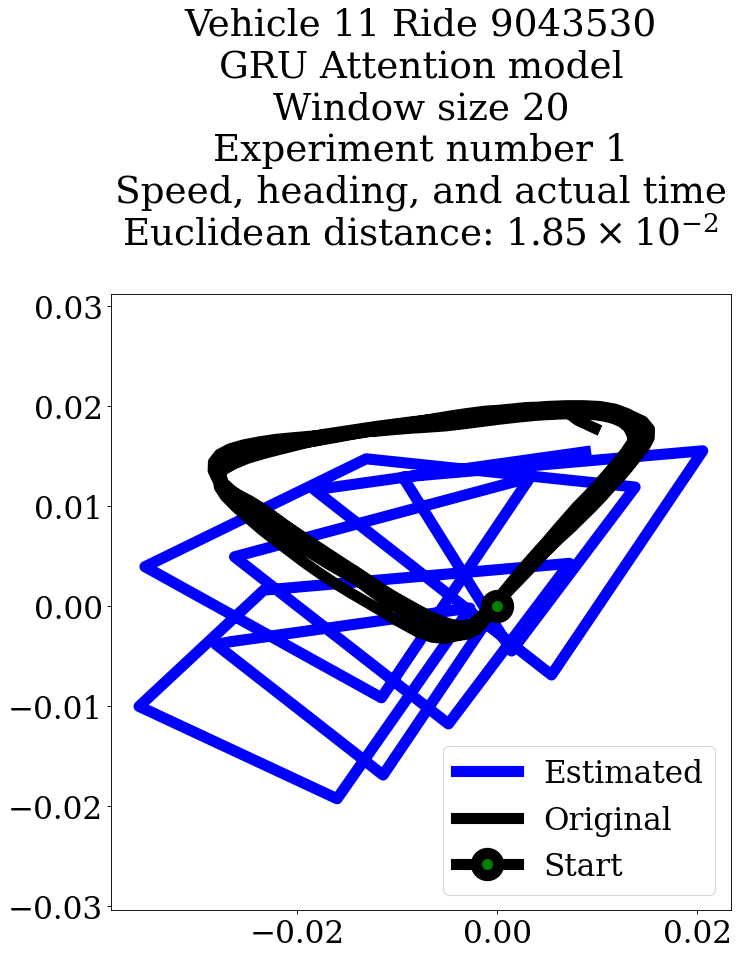 Vehicle 11 Ride 9043530
GRU Attention model
Window size 20
Experiment number 1
Speed, heading, and actual time
Euclidean distance: 1.85 × 10⁻²
0.03
0.02
0.01
0.00
−0.01
−0.02
−0.03
Estimated
Original
Start
−0.02
0.00
0.02